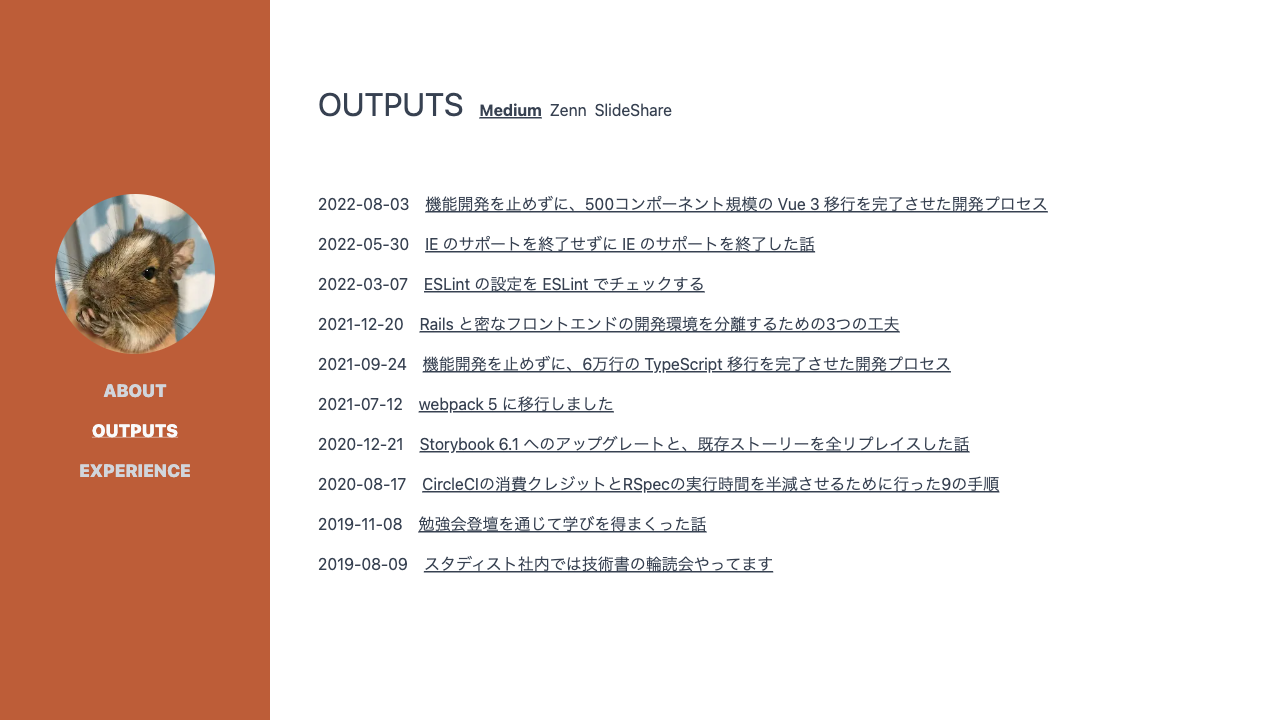 ABOUT
OUTPUTS
EXPERIENCE
OUTPUTS Medium Zenn SlideShare
2022-08-03 機能開発を止めずに、500コンポーネント規模の Vue 3 移行を完了させた開発プロセス
2022-05-30 IE のサポートを終了せずに IE のサポートを終了した話
2022-03-07 ESLint の設定を ESLint でチェックする
2021-12-20 Rails と密なフロントエンドの開発環境を分離するための3つの工夫
2021-09-24 機能開発を止めずに、6万行の TypeScript 移行を完了させた開発プロセス
2021-07-12 webpack 5 に移行しました
2020-12-21 Storybook 6.1 へのアップグレートと、既存ストーリーを全リプレイスした話
2020-08-17 CircleCIの消費クレジットとRSpecの実行時間を半減させるために行った9の手順
2019-11-08 勉強会登壇を通じて学びを得まくった話
2019-08-09 スタディスト社内では技術書の輪読会やってます